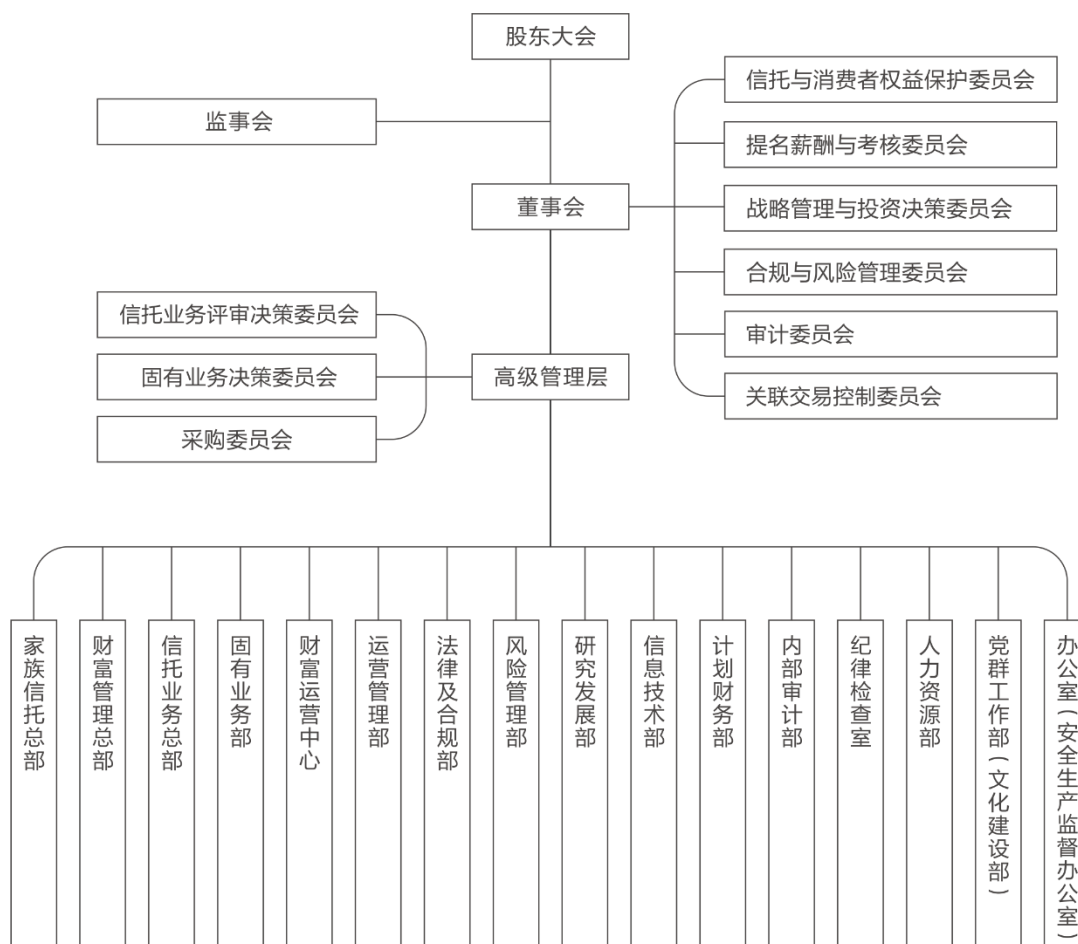 股东大会
监事会
信托与消费者权益保护委员会
提名薪酬与考核委员会
董事会
战略管理与投资决策委员会
合规与风险管理委员会
审计委员会
关联交易控制委员会
信托业务评审决策委员会
固有业务决策委员会
采购委员会
高级管理层
家族信托总部
财富管理总部
信托业务总部
固有业务部
财富运营中心
运营管理部
法律及合规部
风险管理部
研究发展部
信息技术部
计划财务部
内部审计部
纪律检查室
人力资源部
党群工作部(文化建设部)
办公室(安全生产监督办公室)